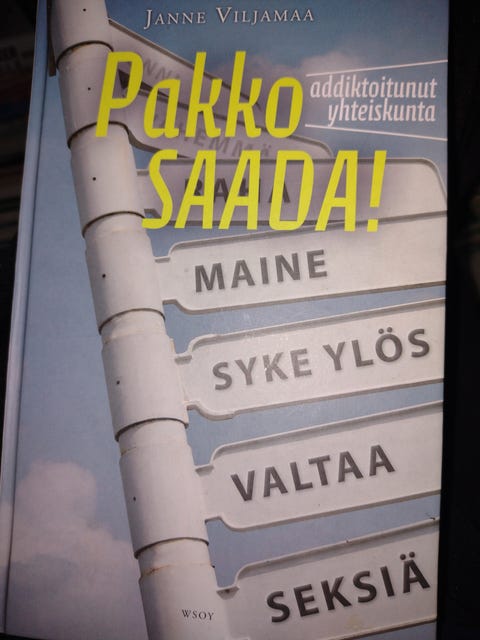 JANNE VILJAMAA
Pakko
SAADA!
addiktoitunut
yhteiskunta
MAINE
SYKE YLÖS
VALTAA
SEKSIÄ
WSOY